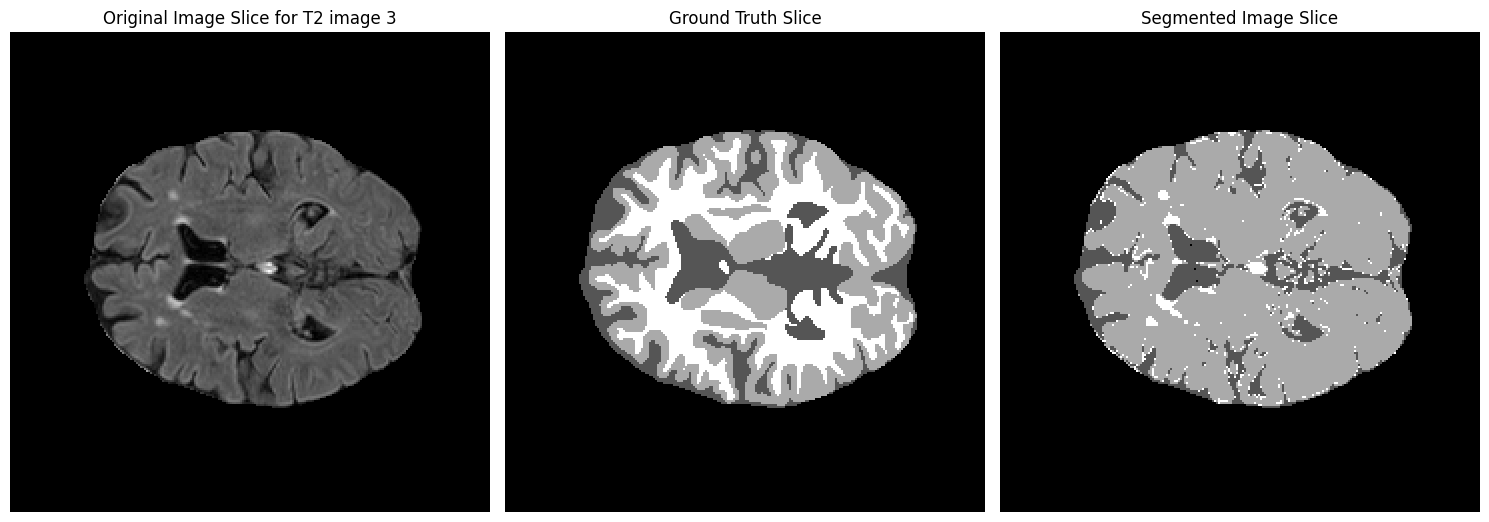 Original Image Slice for T2 image 3
Ground Truth Slice
Segmented Image Slice